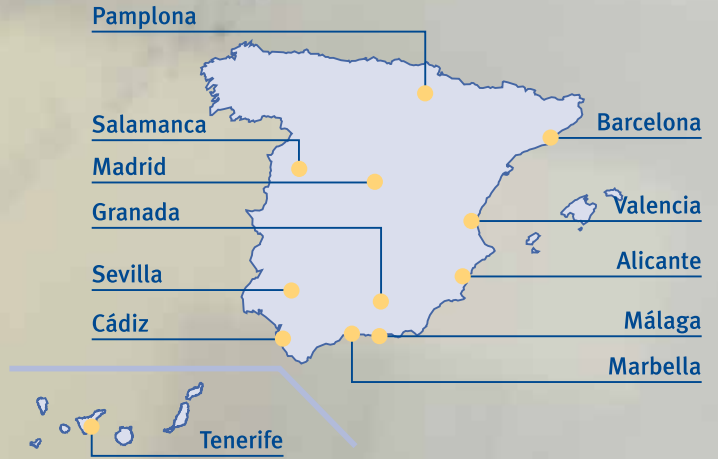 Pamplona
Salamanca
Barcelona
Madrid
Granada
Valencia
Alicante
Sevilla
Cádiz
Málaga
Marbella
Tenerife